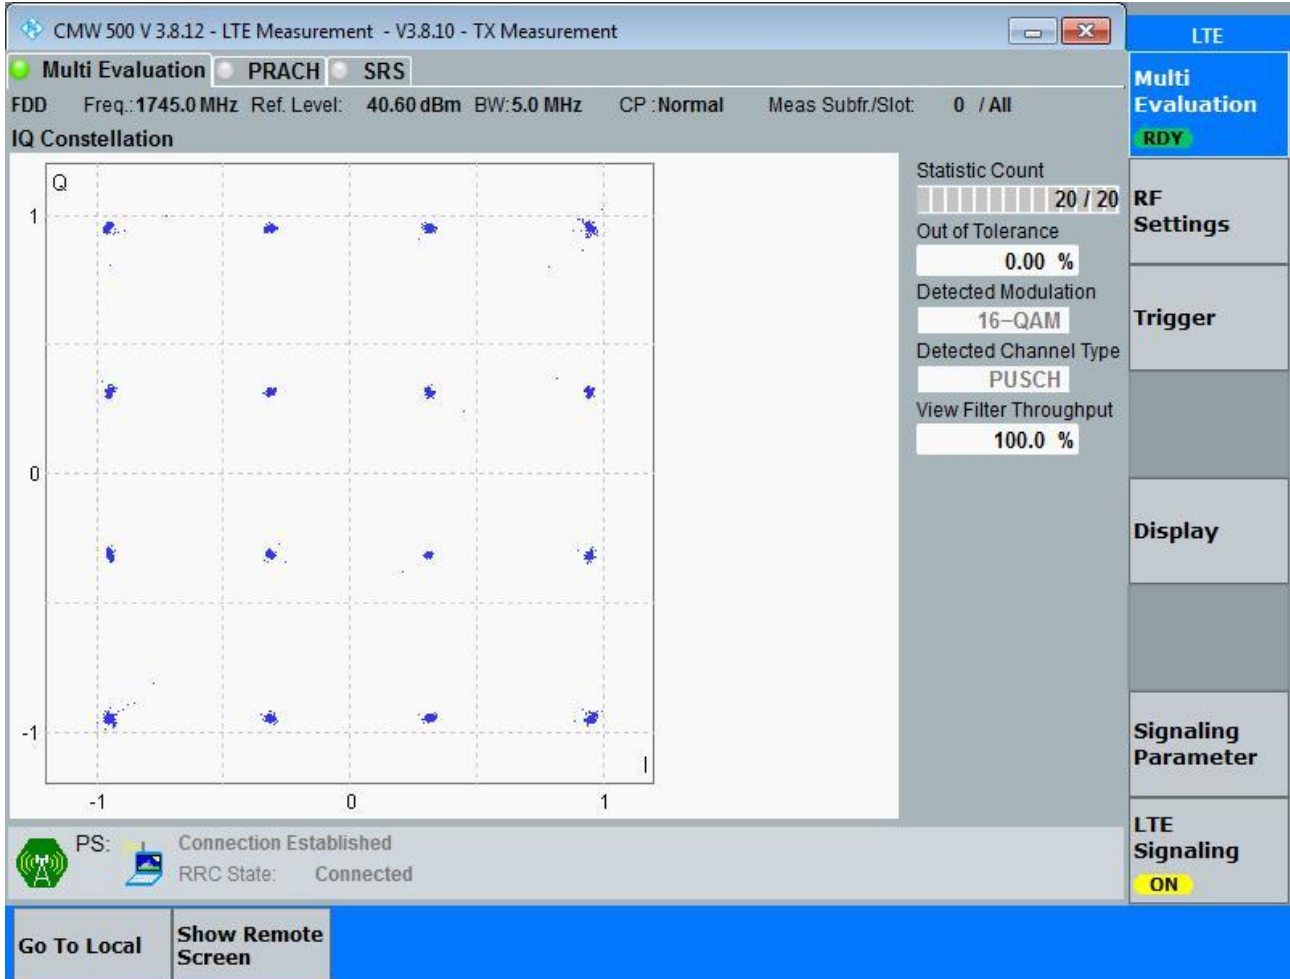 CMW 500 V 3.8.12 - LTE Measurement - V3.8.10 - TX Measurement
LTE
Multi Evaluation PRACH SRS
FDD Freq.:1745.0 MHz Ref. Level: 40.60 dBm BW:5.0 MHz CP :Normal Meas Subfr./Slot: 0 / All
IQ Constellation
Q
1
0
-1
I
-1 0 1
Statistic Count
20 / 20
Out of Tolerance
0.00 %
Detected Modulation
16-QAM
Detected Channel Type
PUSCH
View Filter Throughput
100.0 %
Multi
Evaluation
RDY
RF
Settings
Trigger
Display
Signaling
Parameter
LTE
Signaling
ON
PS: Connection Established
RRC State: Connected
Go To Local
Show Remote
Screen